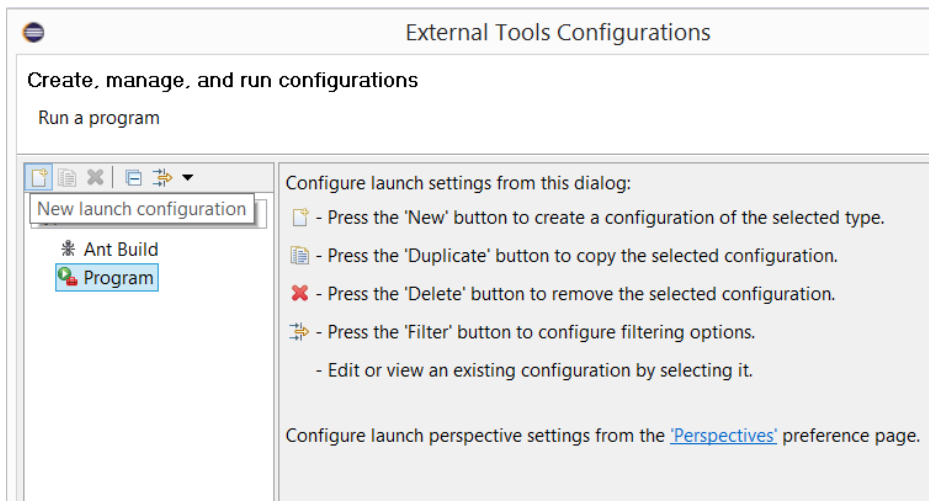 External Tools Configurations
Create, manage, and run configurations
Run a program
New launch configuration
Ant Build
Program
Configure launch settings from this dialog:
- Press the 'New' button to create a configuration of the selected type.
- Press the 'Duplicate' button to copy the selected configuration.
- Press the 'Delete' button to remove the selected configuration.
- Press the 'Filter' button to configure filtering options.
- Edit or view an existing configuration by selecting it.
Configure launch perspective settings from the 'Perspectives' preference page.